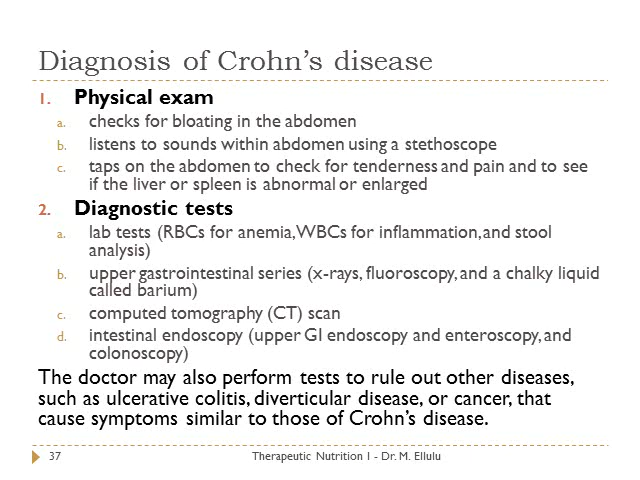 Diagnosis of Crohn's disease
1. Physical exam
a. checks for bloating in the abdomen
b. listens to sounds within abdomen using a stethoscope
c. taps on the abdomen to check for tenderness and pain and to see
if the liver or spleen is abnormal or enlarged
2. Diagnostic tests
a. lab tests (RBCs for anemia, WBCs for inflammation, and stool
analysis)
b. upper gastrointestinal series (x-rays, fluoroscopy, and a chalky liquid
called barium)
c. computed tomography (CT) scan
d. intestinal endoscopy (upper GI endoscopy and enteroscopy, and
colonoscopy)
The doctor may also perform tests to rule out other diseases,
such as ulcerative colitis, diverticular disease, or cancer, that
cause symptoms similar to those of Crohn's disease.
37 Therapeutic Nutrition I - Dr. M. Ellulu